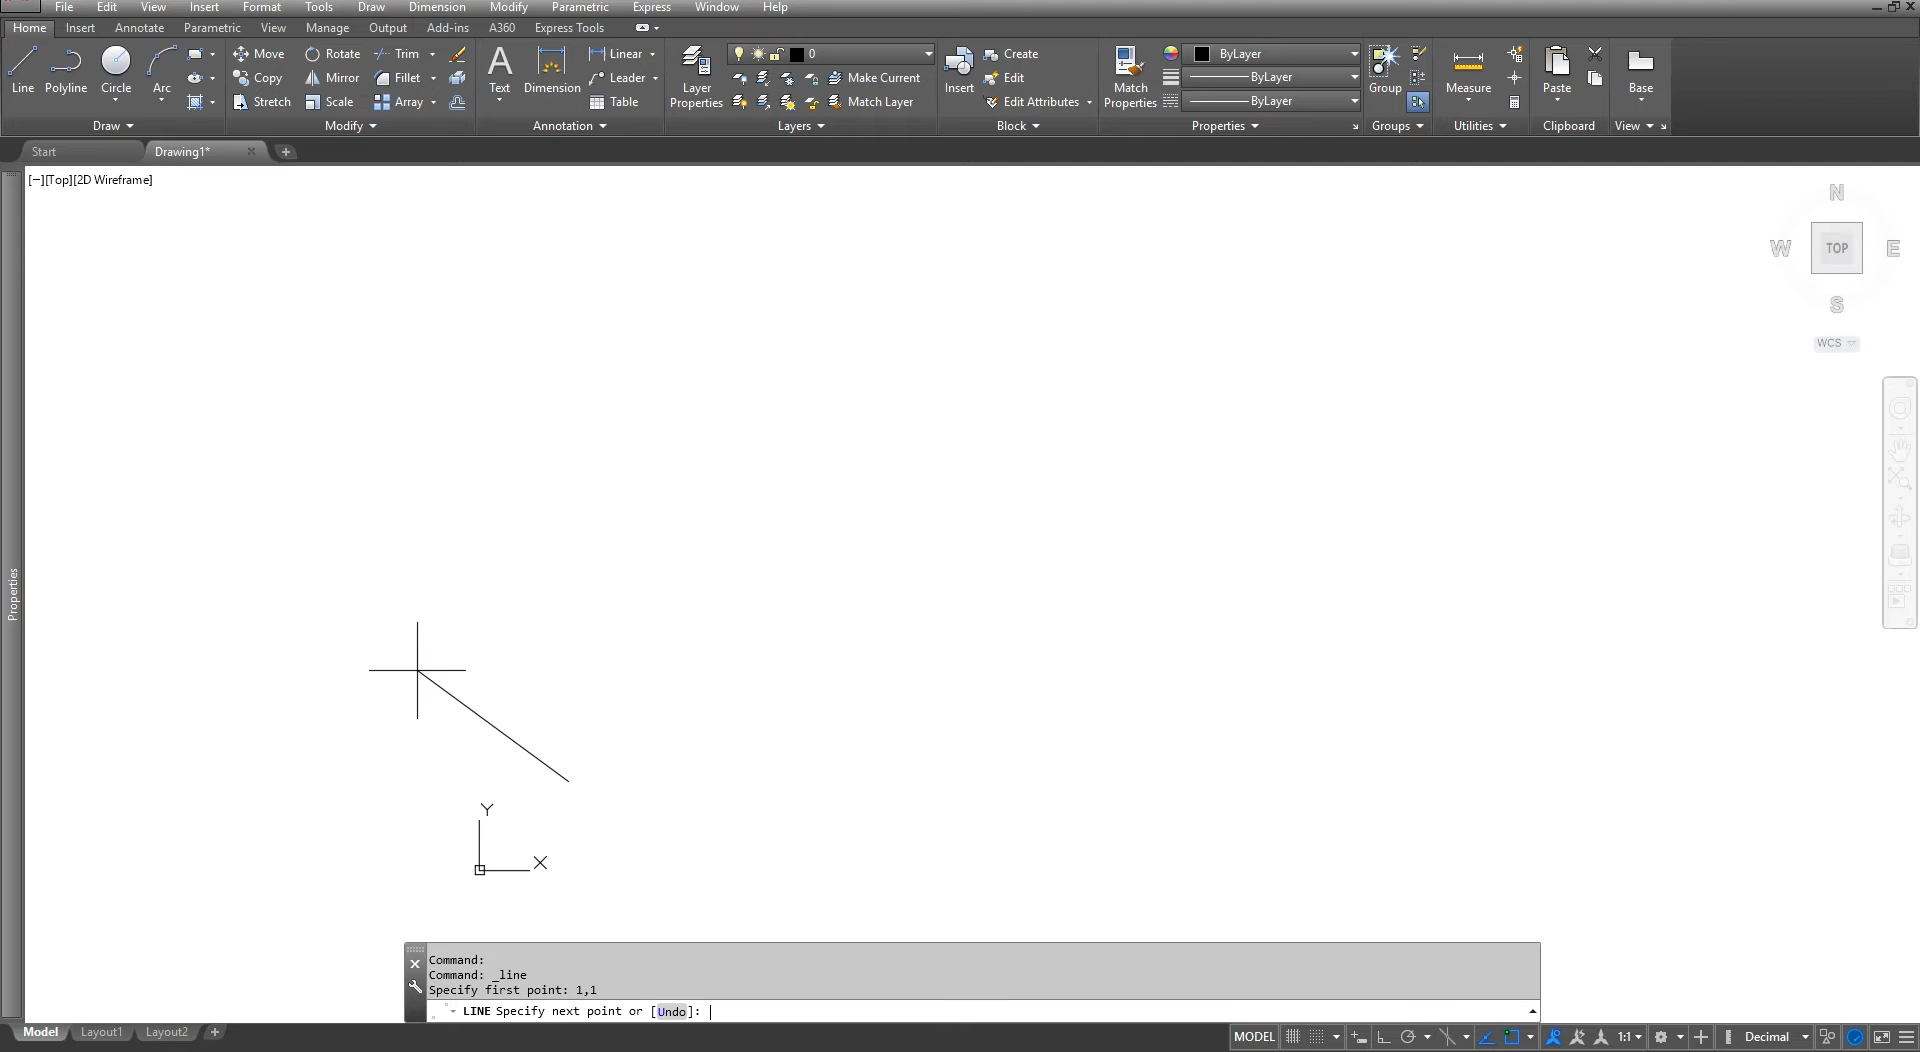 File Edit View Insert Format Tools Draw Dimension Modify Parametric Express Window Help
Home Insert Annotate Parametric View Manage Output Add-ins A360 Express Tools
Line Polyline Circle Arc
Move Rotate Trim
Copy Mirror Fillet
Stretch Scale Array
Text Dimension
Linear
Leader
Table
Layer Properties
0
Make Current
Match Layer
Insert
Create
Edit
Edit Attributes
Match Properties
ByLayer
ByLayer
ByLayer
Group
Measure
Paste
Base
Draw Modify Annotation Layers Block Properties Groups Utilities Clipboard View
Start Drawing1*
[−][Top][2D Wireframe]
N
W TOP E
S
WCS
Properties
Y
X
Command:
Command: _line
Specify first point: 1,1
LINE Specify next point or [Undo]:
Model Layout1 Layout2
MODEL 1:1 Decimal